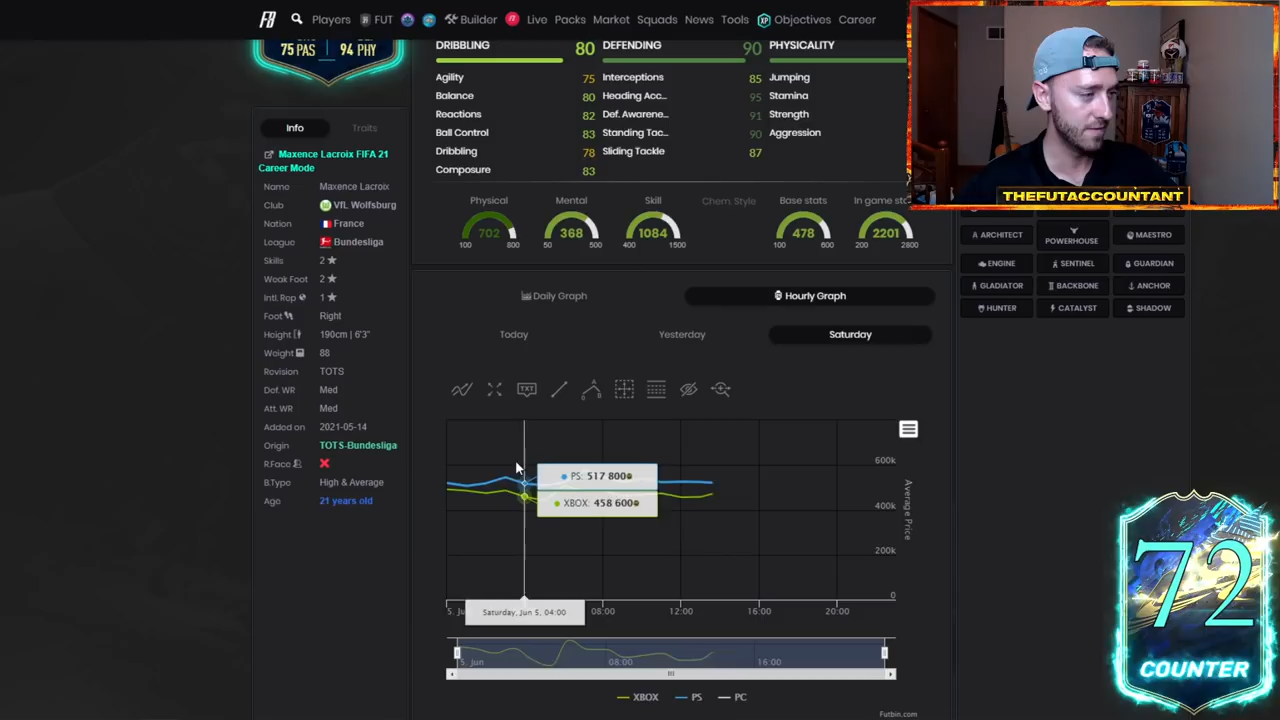 F8 Players FUT Builder Live Packs Market Squads News Tools XP Objectives Career
75 PAS 94 PHY
DRIBBLING 80 DEFENDING 90 PHYSICALITY
Agility 75 Interceptions 85 Jumping
Balance 80 Heading Acc... 95 Stamina
Reactions 82 Def. Awarene... 91 Strength
Ball Control 83 Standing Tac... 90 Aggression
Dribbling 78 Sliding Tackle 87
Composure 83
Info Traits
Maxence Lacroix FIFA 21
Career Mode
Name Maxence Lacroix
Club VfL Wolfsburg
Nation France
League Bundesliga
Skills 2★
Weak Foot 2★
Intl. Rep 1★
Foot Right
Height 190cm | 6'3"
Weight 88
Revision TOTS
Def. WR Med
Att. WR Med
Added on 2021-05-14
Origin TOTS-Bundesliga
R.Face
B.Type High & Average
Age 21 years old
Physical Mental Skill Chem. Style Base stats In game stats
702 368 1084 478 2201
100 800 50 500 400 1500 100 600 200 2800
Daily Graph Hourly Graph
Today Yesterday Saturday
TXT
PS: 517 800
XBOX: 458 600
600k
400k
200k
0
Average Price
Saturday, Jun 5, 04:00
08:00 12:00 16:00 20:00
5. Jun 08:00 16:00
XBOX PS PC
Futbin.com
THEFUTACCOUNTANT
ARCHITECT POWERHOUSE MAESTRO
ENGINE SENTINEL GUARDIAN
GLADIATOR BACKBONE ANCHOR
HUNTER CATALYST SHADOW
72
COUNTER